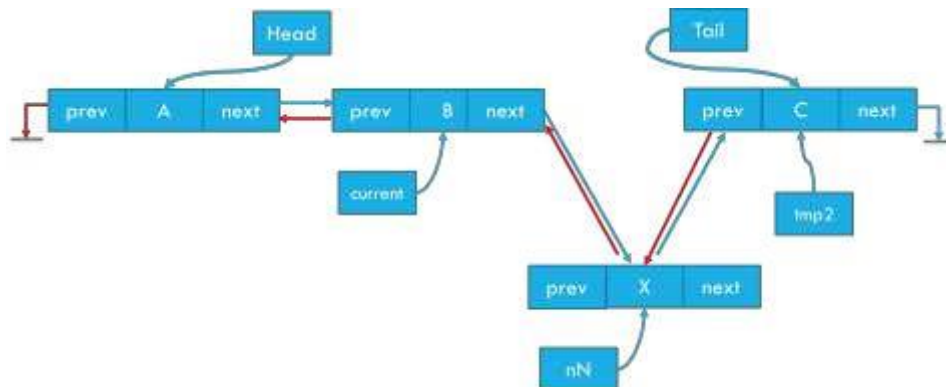 Head
Tail
prev A next
prev B next
prev C next
current
tmp2
prev X next
nN